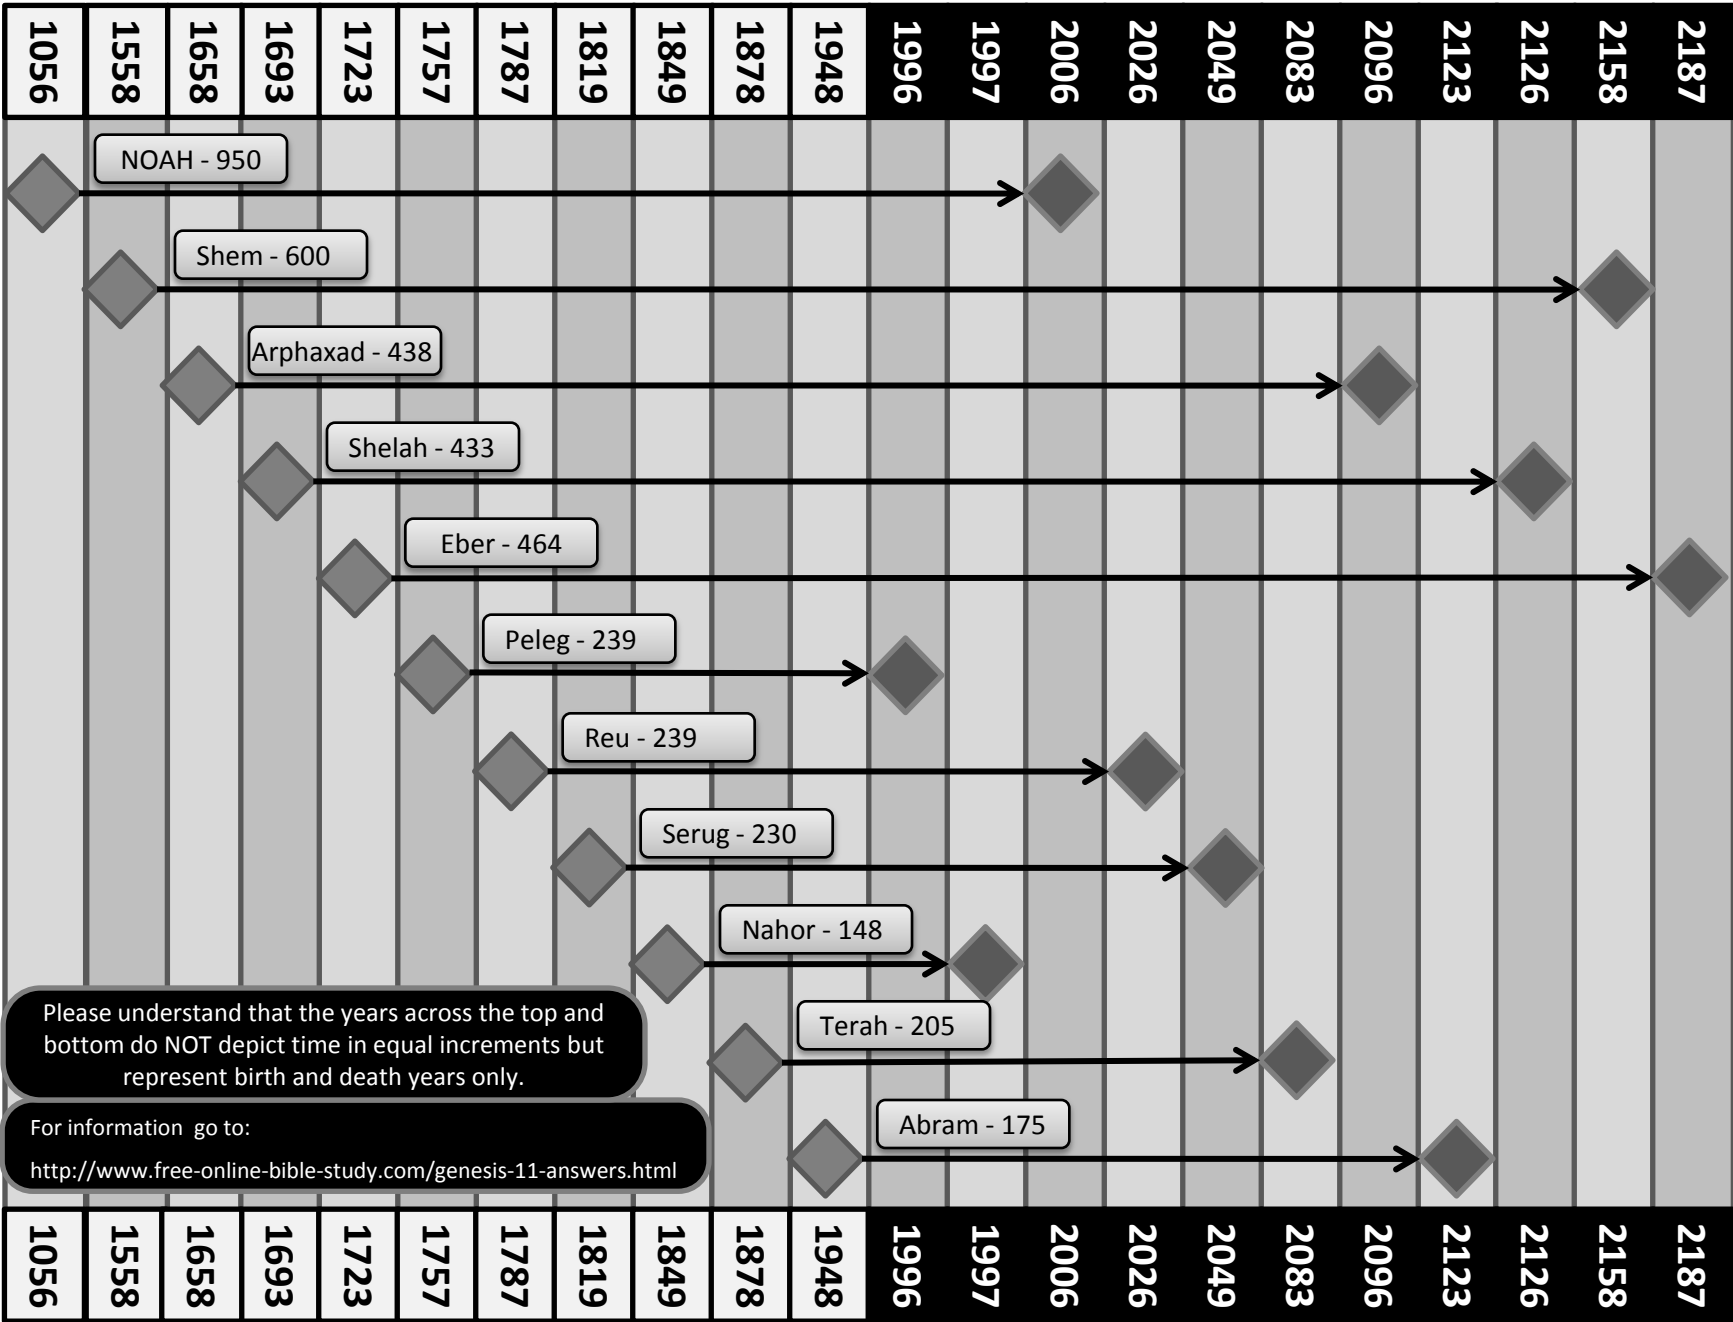 1056 1558 1658 1693 1723 1757 1787 1819 1849 1878 1948 1996 1997 2006 2026 2049 2083 2096 2123 2126 2158 2187
NOAH - 950
Shem - 600
Arphaxad - 438
Shelah - 433
Eber - 464
Peleg - 239
Reu - 239
Serug - 230
Nahor - 148
Please understand that the years across the top and
bottom do NOT depict time in equal increments but
represent birth and death years only.
Terah - 205
Abram - 175
For information  go to:
http://www.free-online-bible-study.com/genesis-11-answers.html
1056 1558 1658 1693 1723 1757 1787 1819 1849 1878 1948 1996 1997 2006 2026 2049 2083 2096 2123 2126 2158 2187